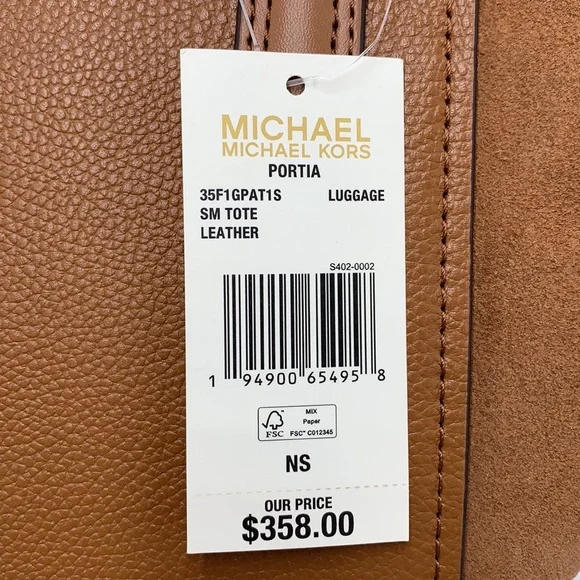 MICHAEL
MICHAEL KORS
PORTIA
35F1GPAT1S LUGGAGE
SM TOTE
LEATHER
S402-0002
1 94900 65495 8
FSC
MIX
Paper
FSC™ C012345
NS
OUR PRICE
$358.00